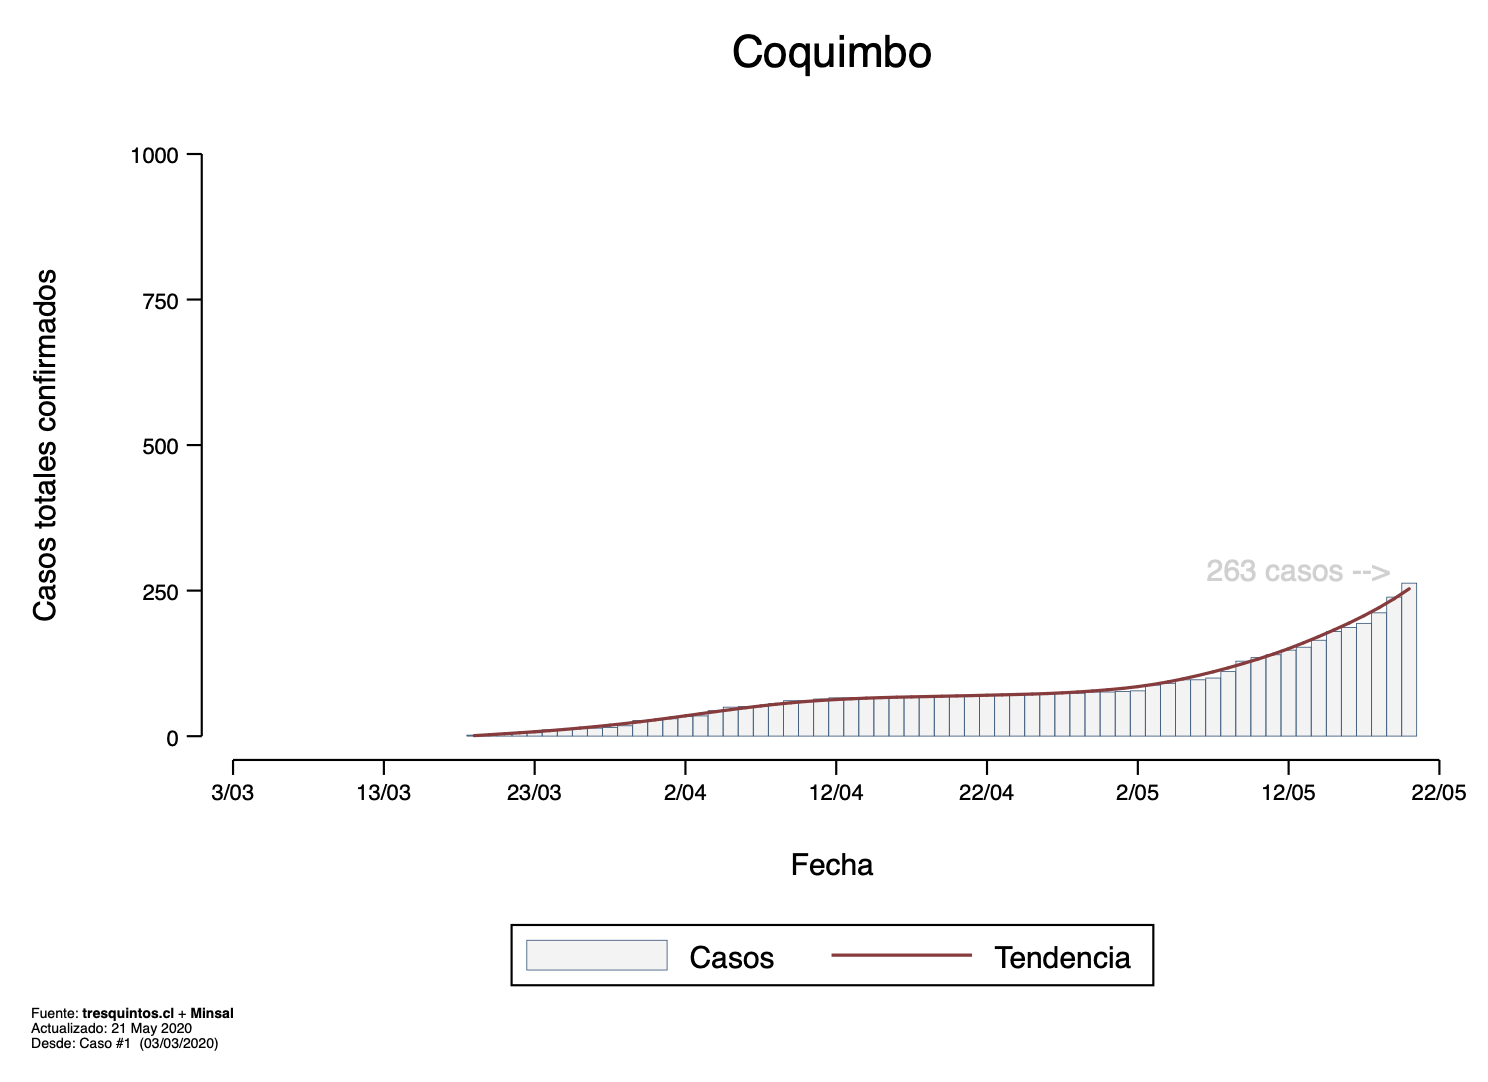 Coquimbo
Casos totales confirmados
1000
750
500
250
0
263 casos -->
3/03 13/03 23/03 2/04 12/04 22/04 2/05 12/05 22/05
Fecha
Casos Tendencia
Fuente: tresquintos.cl + Minsal
Actualizado: 21 May 2020
Desde: Caso #1 (03/03/2020)